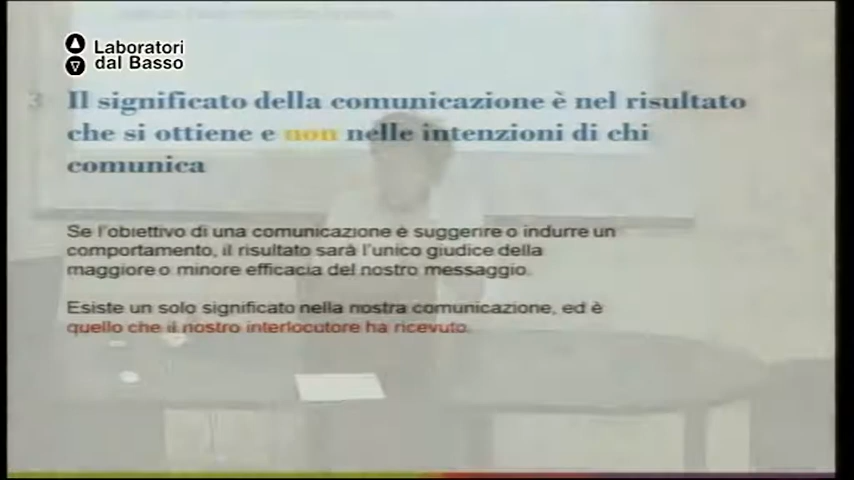 Laboratori
dal Basso
3 Il significato della comunicazione è nel risultato
che si ottiene e non nelle intenzioni di chi
comunica
Se l'obiettivo di una comunicazione è suggerire o indurre un
comportamento, il risultato sarà l'unico giudice della
maggiore o minore efficacia del nostro messaggio.
Esiste un solo significato nella nostra comunicazione, ed è
quello che il nostro interlocutore ha ricevuto.